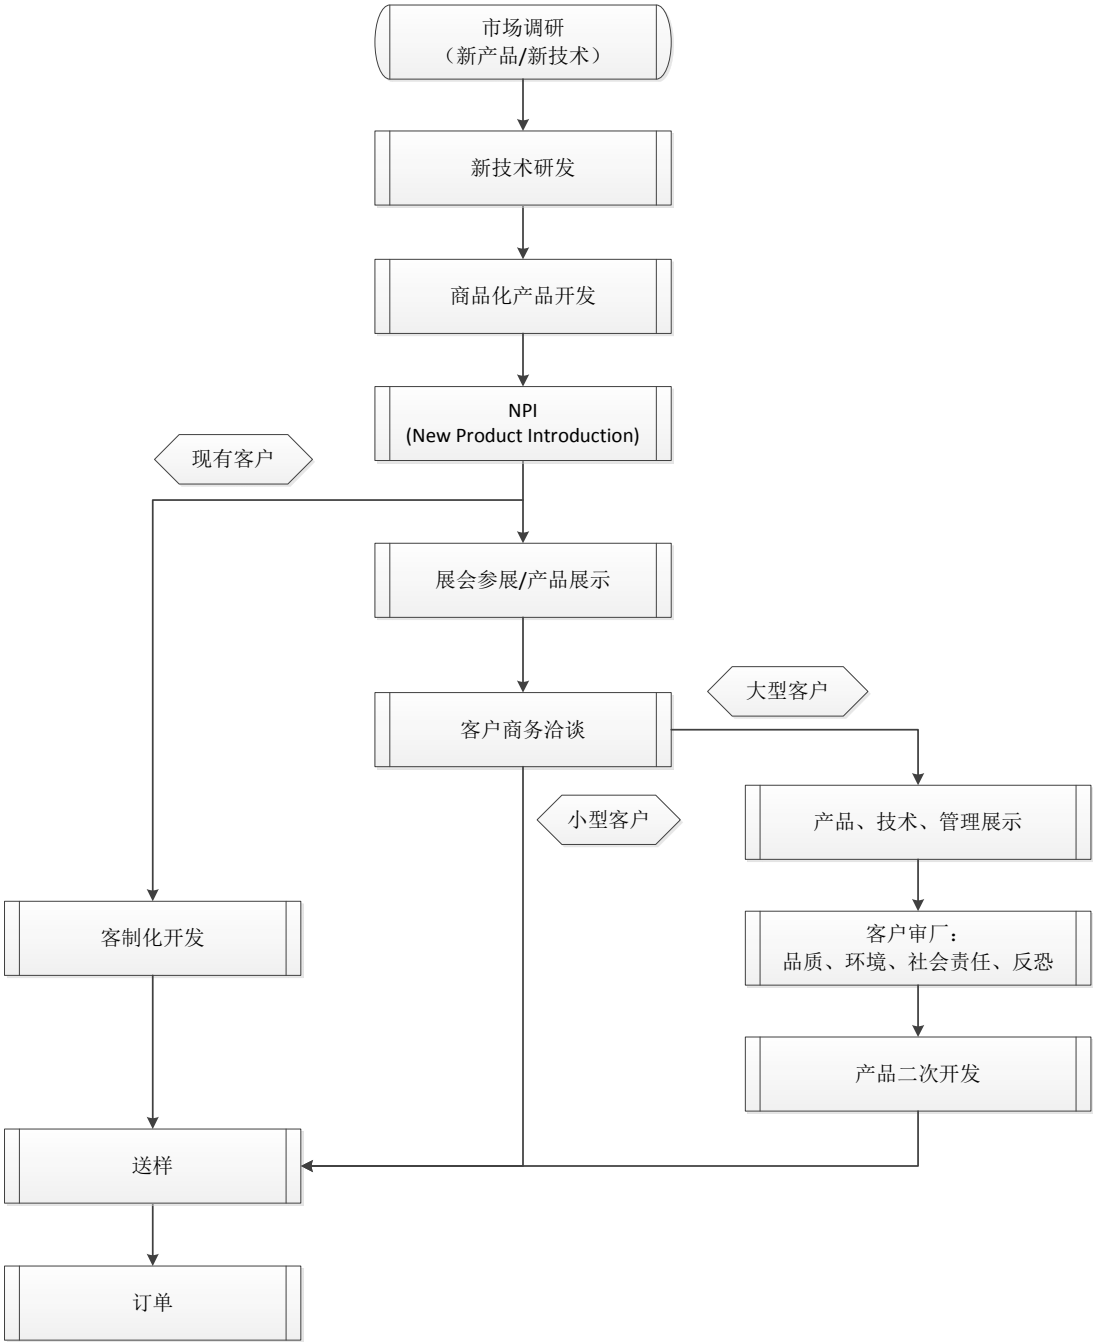 市场调研
（新产品/新技术）
新技术研发
商品化产品开发
NPI
(New Product Introduction)
现有客户
展会参展/产品展示
大型客户
客户商务洽谈
小型客户
产品、技术、管理展示
客制化开发
客户审厂：
品质、环境、社会责任、反恐
产品二次开发
送样
订单